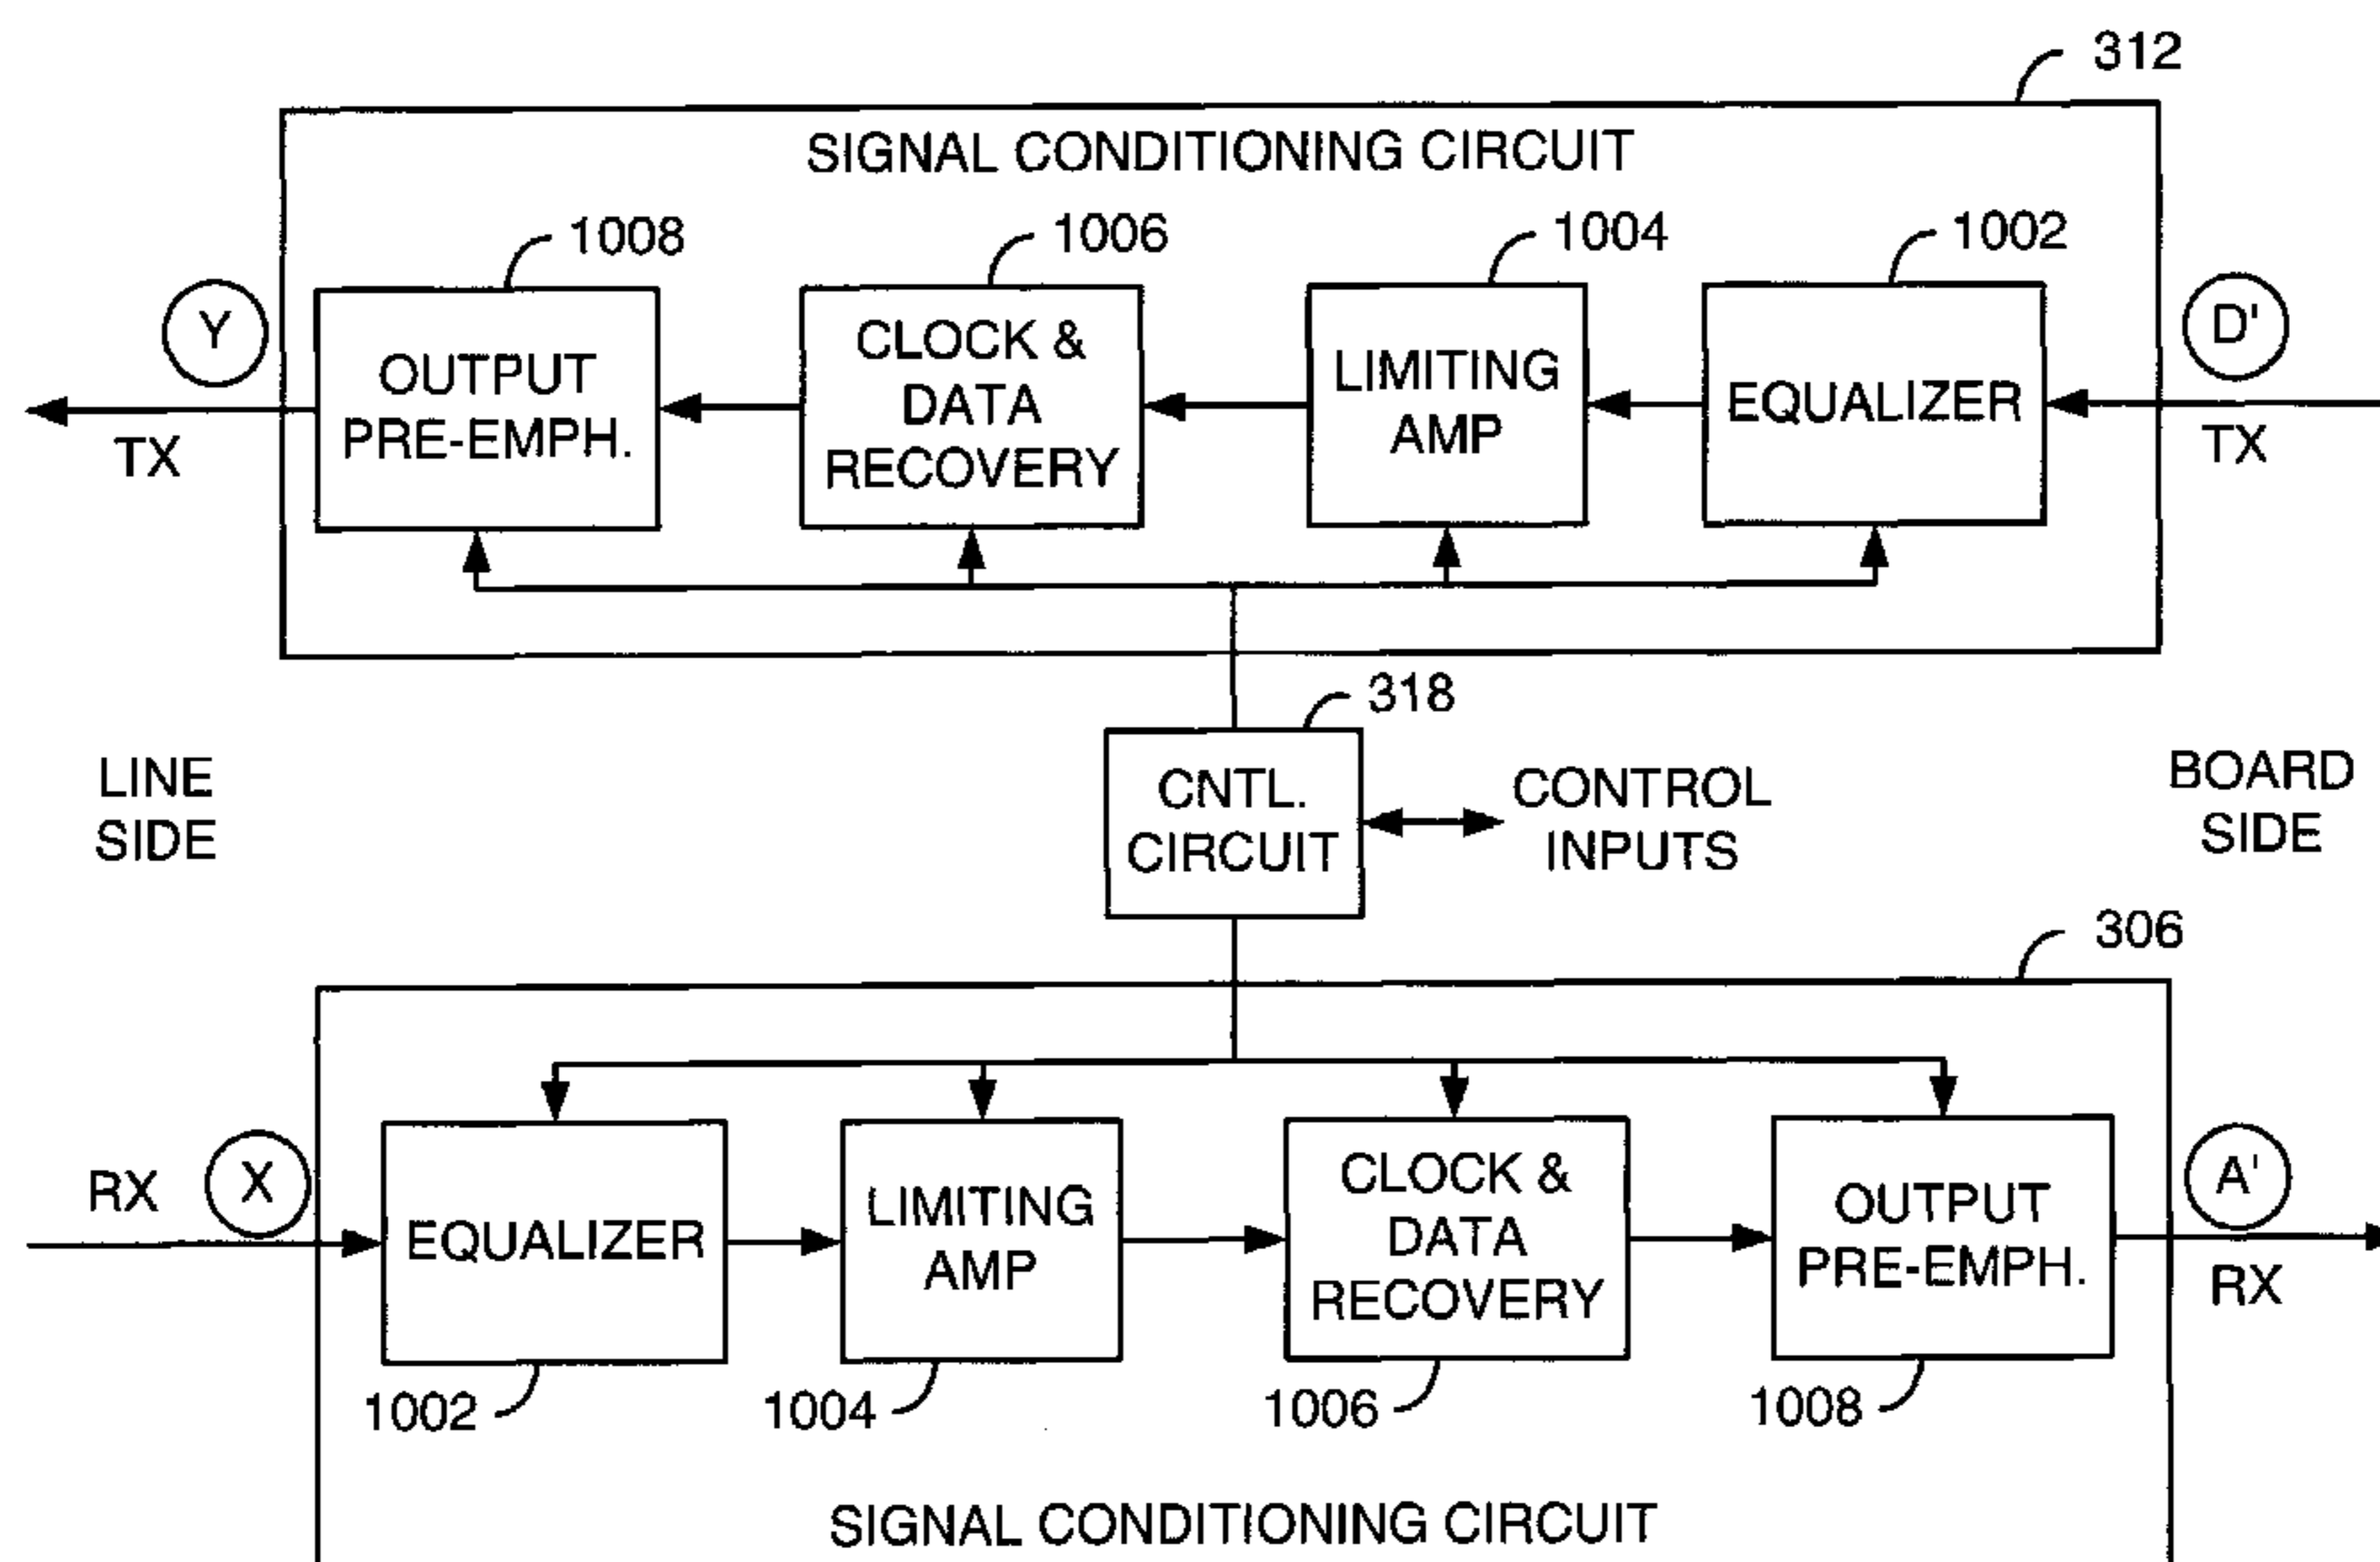 312
SIGNAL CONDITIONING CIRCUIT
1008
1006
1004
1002
Y
D'
OUTPUT
PRE-EMPH.
CLOCK &
DATA
RECOVERY
LIMITING
AMP
EQUALIZER
TX
TX
318
LINE
SIDE
CNTL.
CIRCUIT
CONTROL
INPUTS
BOARD
SIDE
306
RX
X
EQUALIZER
LIMITING
AMP
CLOCK &
DATA
RECOVERY
OUTPUT
PRE-EMPH.
A'
RX
1002
1004
1006
1008
SIGNAL CONDITIONING CIRCUIT